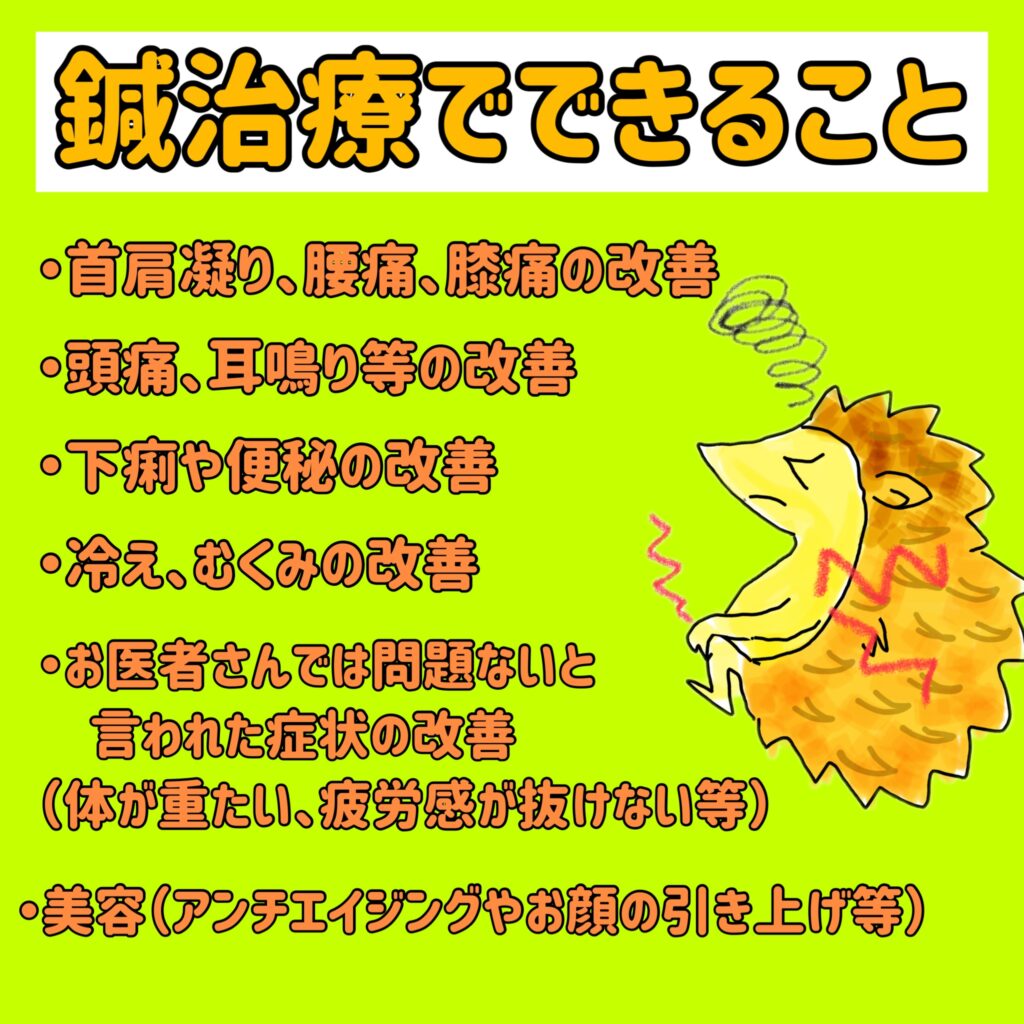 鍼治療でできること
・首肩凝り、腰痛、膝痛の改善
・頭痛、耳鳴り等の改善
・下痢や便秘の改善
・冷え、むくみの改善
・お医者さんでは問題ないと
言われた症状の改善
（体が重たい、疲労感が抜けない等）
・美容（アンチエイジングやお顔の引き上げ等）